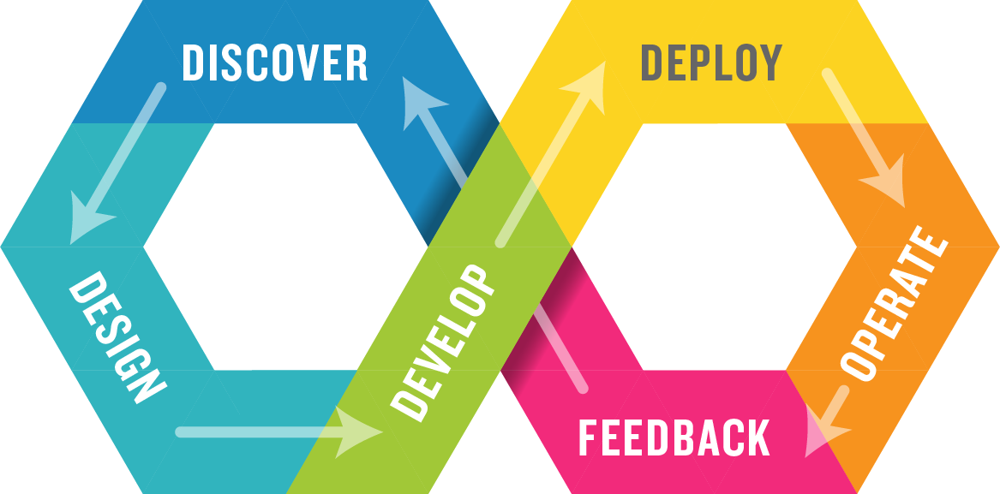 DISCOVER
DESIGN
DEVELOP
DEPLOY
OPERATE
FEEDBACK